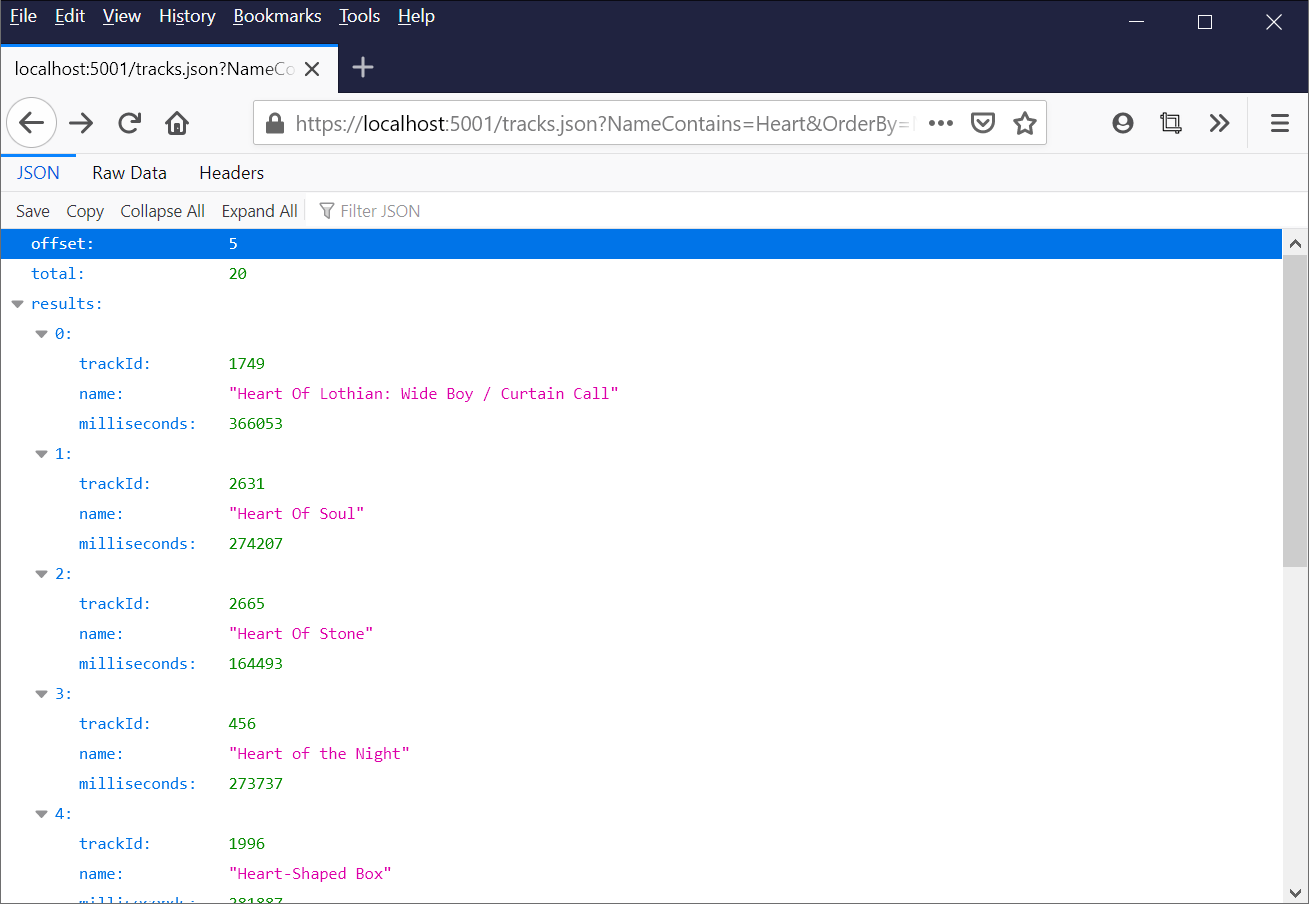 File Edit View History Bookmarks Tools Help
localhost:5001/tracks.json?NameCo
https://localhost:5001/tracks.json?NameContains=Heart&OrderBy=
JSON Raw Data Headers
Save Copy Collapse All Expand All Filter JSON
offset: 5
total: 20
results:
0:
trackId: 1749
name: "Heart Of Lothian: Wide Boy / Curtain Call"
milliseconds: 366053
1:
trackId: 2631
name: "Heart Of Soul"
milliseconds: 274207
2:
trackId: 2665
name: "Heart Of Stone"
milliseconds: 164493
3:
trackId: 456
name: "Heart of the Night"
milliseconds: 273737
4:
trackId: 1996
name: "Heart-Shaped Box"
milliseconds: 281887